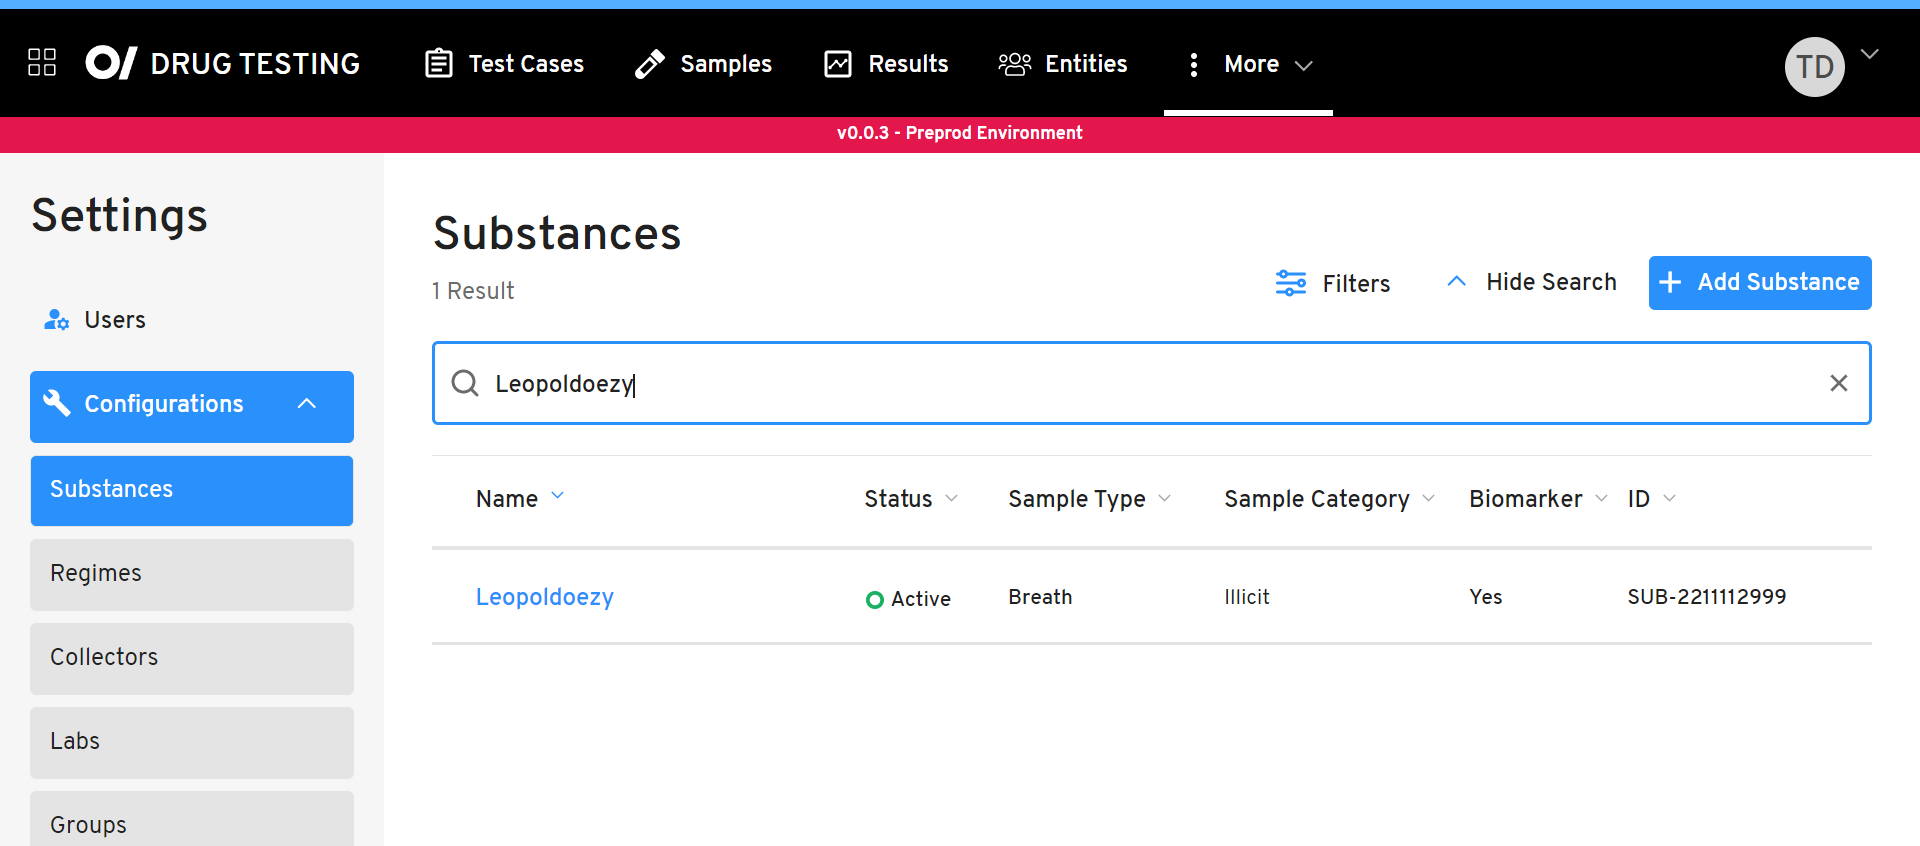 DRUG TESTING
Test Cases
Samples
Results
Entities
More
TD
v0.0.3 - Preprod Environment
Settings
Users
Configurations
Substances
Regimes
Collectors
Labs
Groups
Substances
1 Result
Filters
Hide Search
Add Substance
Leopoldoezy
Name Status Sample Type Sample Category Biomarker ID
Leopoldoezy Active Breath Illicit Yes SUB-2211112999